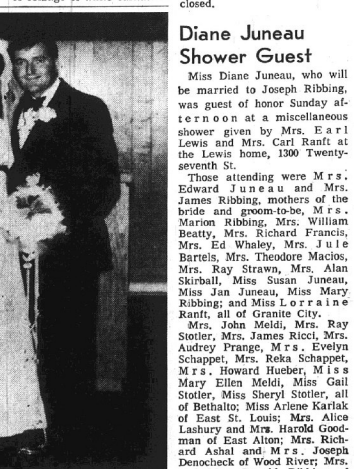 closed.
Diane Juneau
Shower Guest
Miss Diane Juneau, who will
be married to Joseph Ribbing,
was guest of honor Sunday af-
ternoon at a miscellaneous
shower given by Mrs. Earl
Lewis and Mrs. Carl Ranft at
the Lewis home, 1300 Twenty-
seventh St.
Those attending were Mrs.
Edward Juneau and Mrs.
James Ribbing, mothers of the
bride and groom-to-be, Mrs.
Marion Ribbing, Mrs. William
Beatty, Mrs. Richard Francis,
Mrs. Ed Whaley, Mrs. Jule
Bartels, Mrs. Theodore Macios,
Mrs. Ray Strawn, Mrs. Alan
Skirball, Miss Susan Juneau,
Miss Jan Juneau, Miss Mary
Ribbing; and Miss Lorraine
Ranft, all of Granite City.
Mrs. John Meldi, Mrs. Ray
Stotler, Mrs. James Ricci, Mrs.
Audrey Prange, Mrs. Evelyn
Schappet, Mrs. Reka Schappet,
Mrs. Howard Hueber, Miss
Mary Ellen Meldi, Miss Gail
Stotler, Miss Sheryl Stotler, all
of Bethalto; Miss Arlene Karlak
of East St. Louis; Mrs. Alice
Lashury and Mrs. Harold Good-
man of East Alton; Mrs. Rich-
ard Ashal and Mrs. Joseph
Denocheck of Wood River; Mrs.